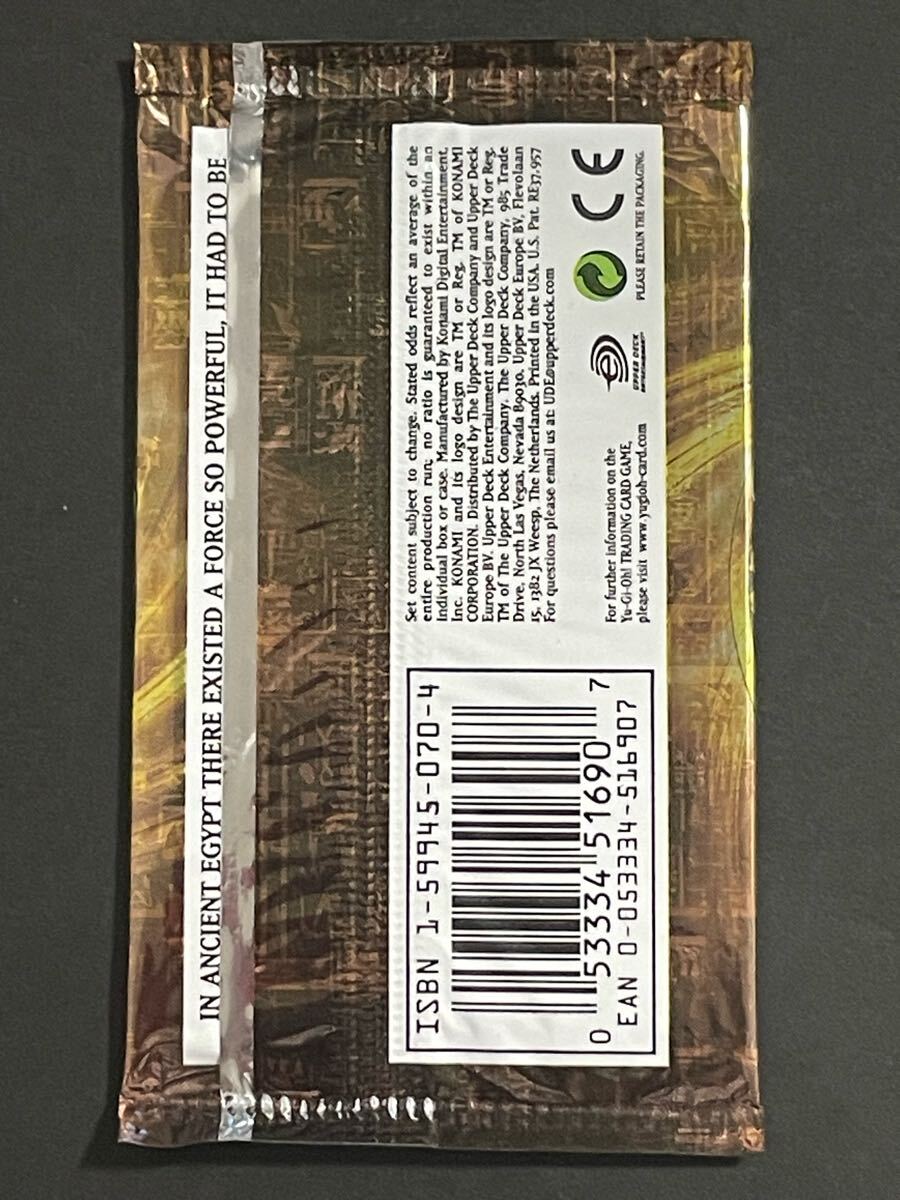 IN ANCIENT EGYPT THERE EXISTED A FORCE SO POWERFUL, IT HAD TO BE
Set content subject to change. Stated odds reflect an average of the
entire production run; no ratio is guaranteed to exist within an
individual box or case. Manufactured by Konami Digital Entertainment,
Inc. KONAMI and its logo design are TM or Reg. TM of KONAMI
CORPORATION. Distributed by The Upper Deck Company and Upper Deck
Europe BV. Upper Deck Entertainment and its logo design are TM or Reg.
TM of The Upper Deck Company. The Upper Deck Company, 985 Trade
Drive, North Las Vegas, Nevada 89030. Upper Deck Europe BV, Flevolaan
15, 1382 JX Weesp, The Netherlands. Printed in the USA. U.S. Pat. RE37,957
For questions please email us at: UDE@upperdeck.com
For further information on the
Yu-Gi-Oh! TRADING CARD GAME,
please visit www.yugioh-card.com
UPPER DECK
CE
PLEASE RETAIN THE PACKAGING.
ISBN 1-59945-070-4
0 53334 51690 7
EAN 0-053334-516907